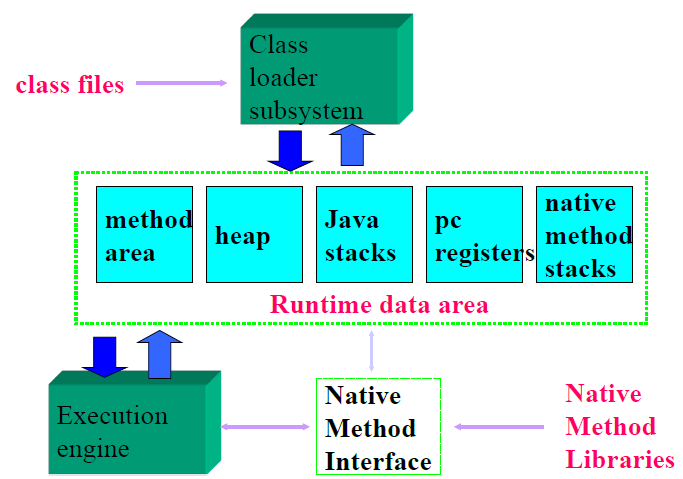 Class
loader
subsystem
class files
method
area
heap
Java
stacks
pc
registers
native
method
stacks
Runtime data area
Execution
engine
Native
Method
Interface
Native
Method
Libraries